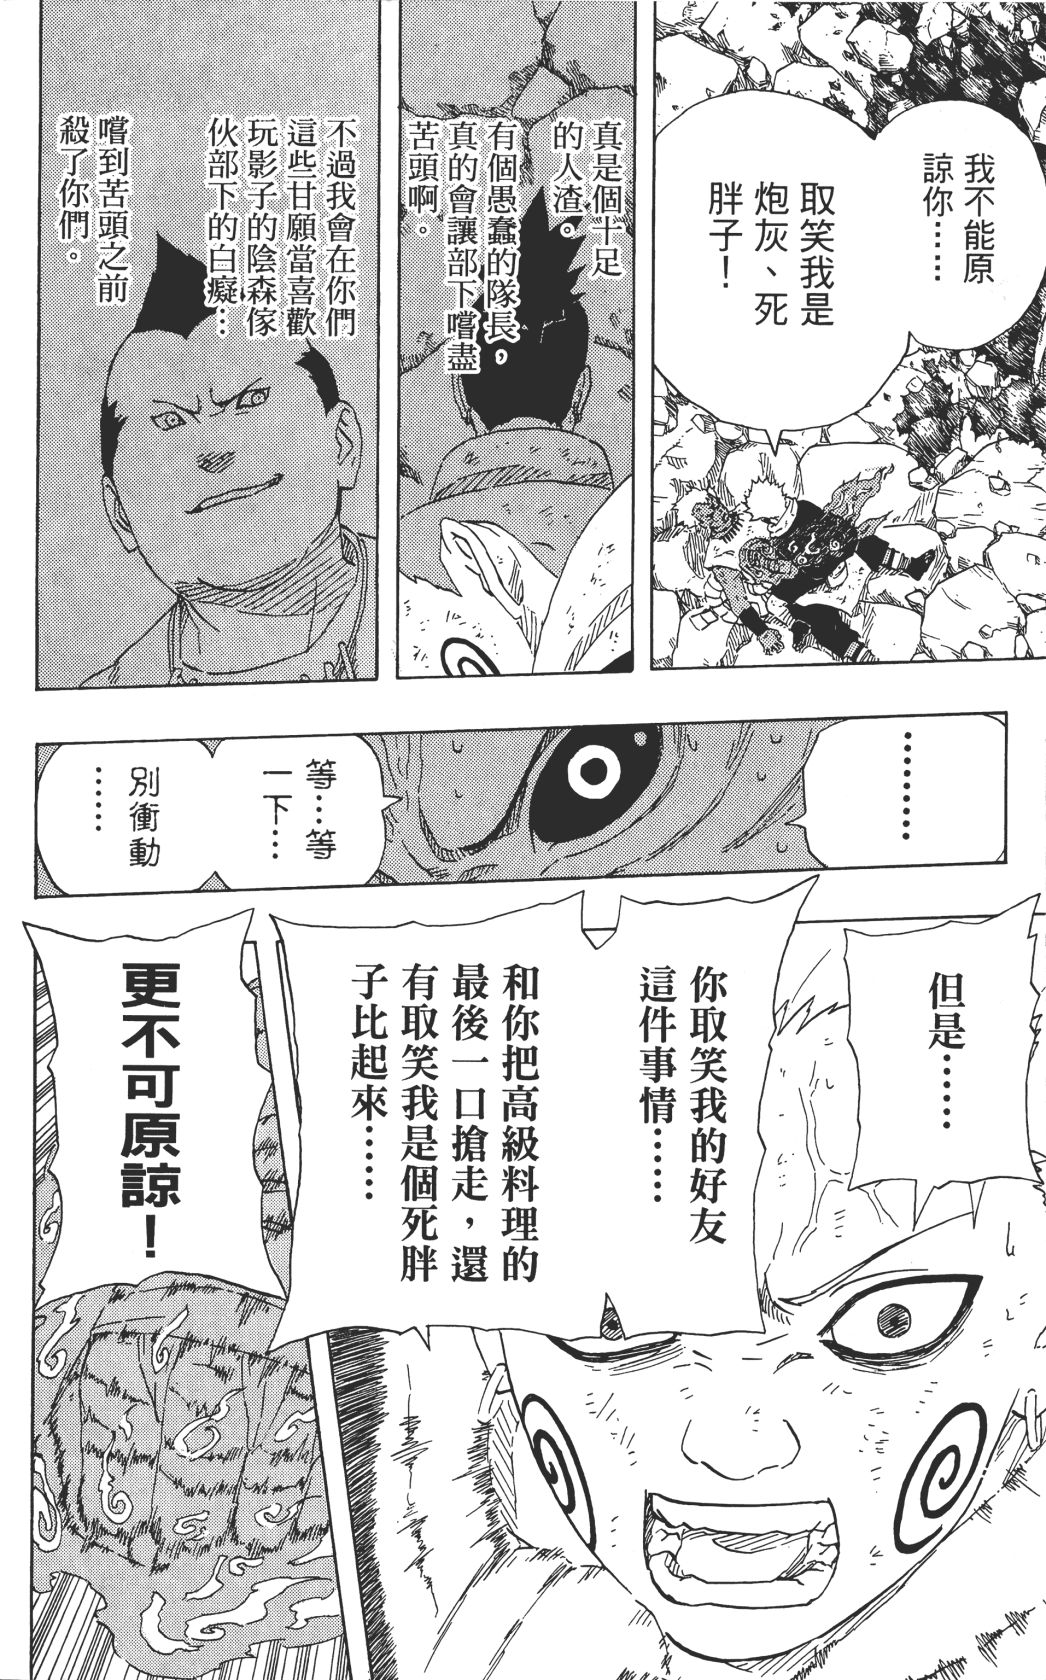 我不能原
諒你……
取笑我是
炮灰、死
胖子！
真是個十足
的人渣。
有個愚蠢的隊長，
真的會讓部下嚐盡
苦頭啊。
不過我會在你們
這些甘願當喜歡
玩影子的陰森傢
伙部下的白癡…
嚐到苦頭之前
殺了你們。
………
等…等
一下…
別衝動
……
但是……
你取笑我的好友
這件事情……
和你把高級料理的
最後一口搶走，還
有取笑我是個死胖
子比起來……
更不可原諒！